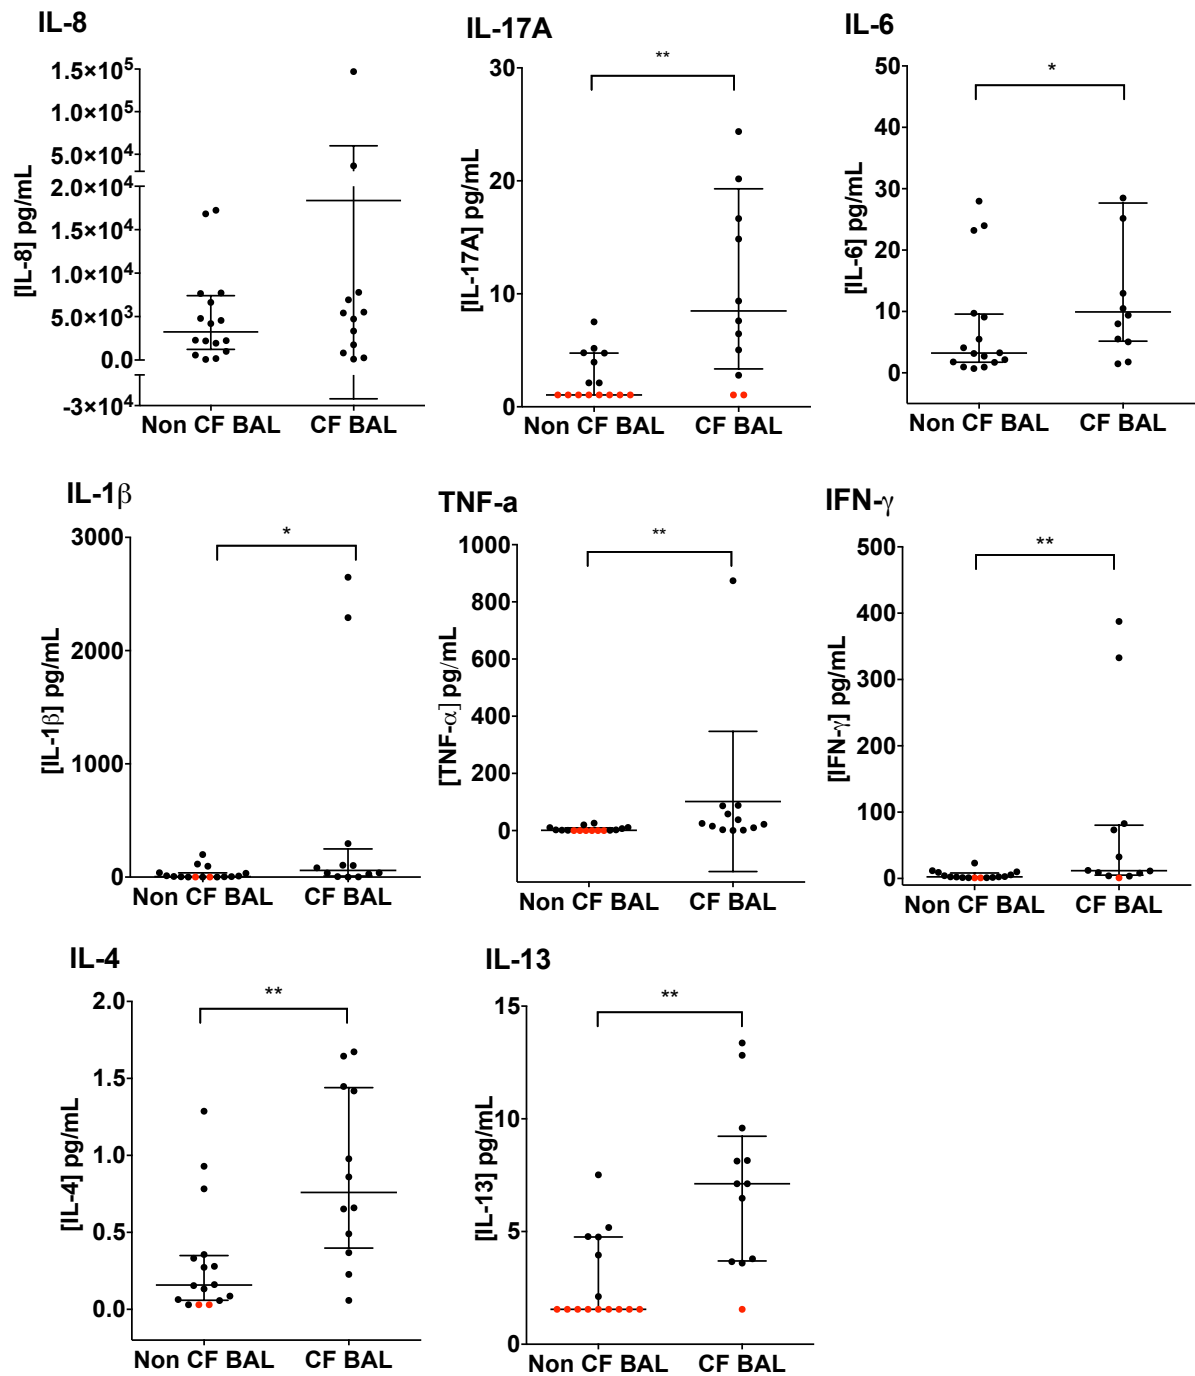 IL-8
[IL-8] pg/mL
1.5×10⁵
1.0×10⁵
5.0×10⁴
2.0×10⁴
1.5×10⁴
1.0×10⁴
5.0×10³
0.0
-3×10⁴
Non CF BAL CF BAL
IL-17A
[IL-17A] pg/mL
30
20
10
0
**
Non CF BAL CF BAL
IL-6
[IL-6] pg/mL
50
40
30
20
10
0
*
Non CF BAL CF BAL
IL-1β
[IL-1β] pg/mL
3000
2000
1000
0
*
Non CF BAL CF BAL
TNF-a
[TNF-α] pg/mL
1000
800
600
400
200
0
**
Non CF BAL CF BAL
IFN-γ
[IFN-γ] pg/mL
500
400
300
200
100
0
**
Non CF BAL CF BAL
IL-4
[IL-4] pg/mL
2.0
1.5
1.0
0.5
0.0
**
Non CF BAL CF BAL
IL-13
[IL-13] pg/mL
15
10
5
0
**
Non CF BAL CF BAL